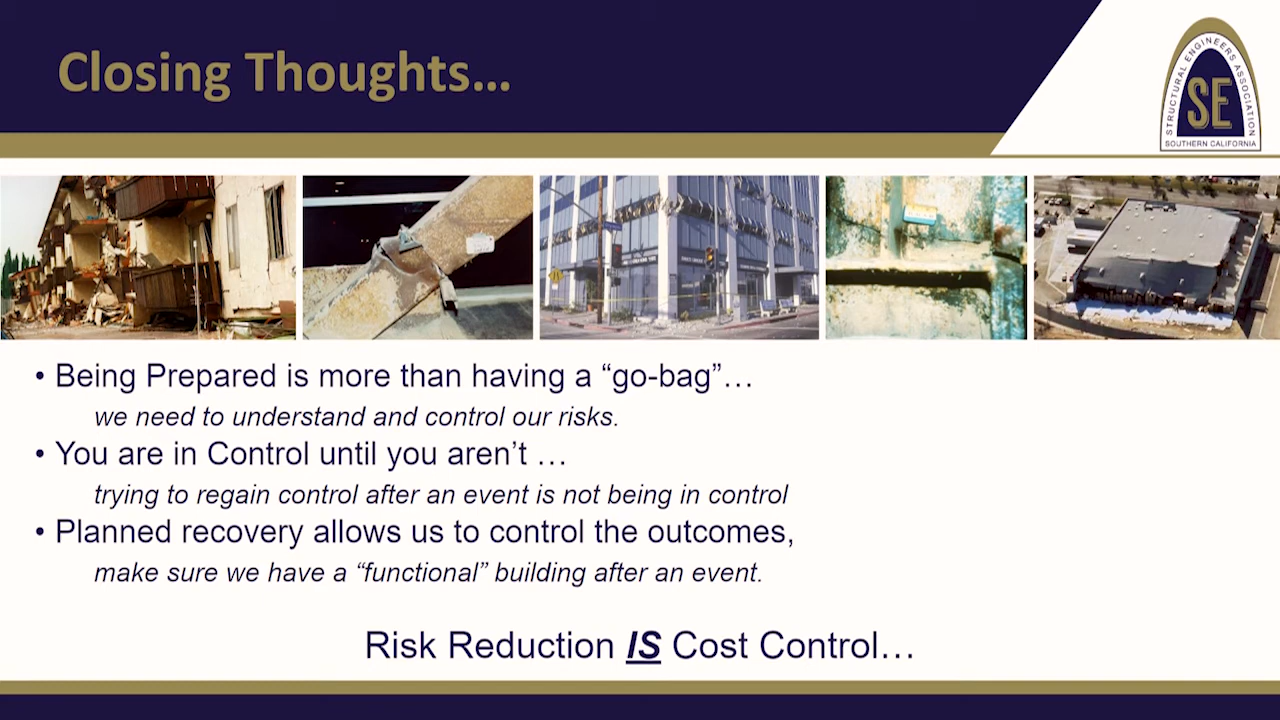 Closing Thoughts...
STRUCTURAL ENGINEERS ASSOCIATION
SE
SOUTHERN CALIFORNIA
• Being Prepared is more than having a “go-bag”…
we need to understand and control our risks.
• You are in Control until you aren’t …
trying to regain control after an event is not being in control
• Planned recovery allows us to control the outcomes,
make sure we have a “functional” building after an event.
Risk Reduction IS Cost Control…